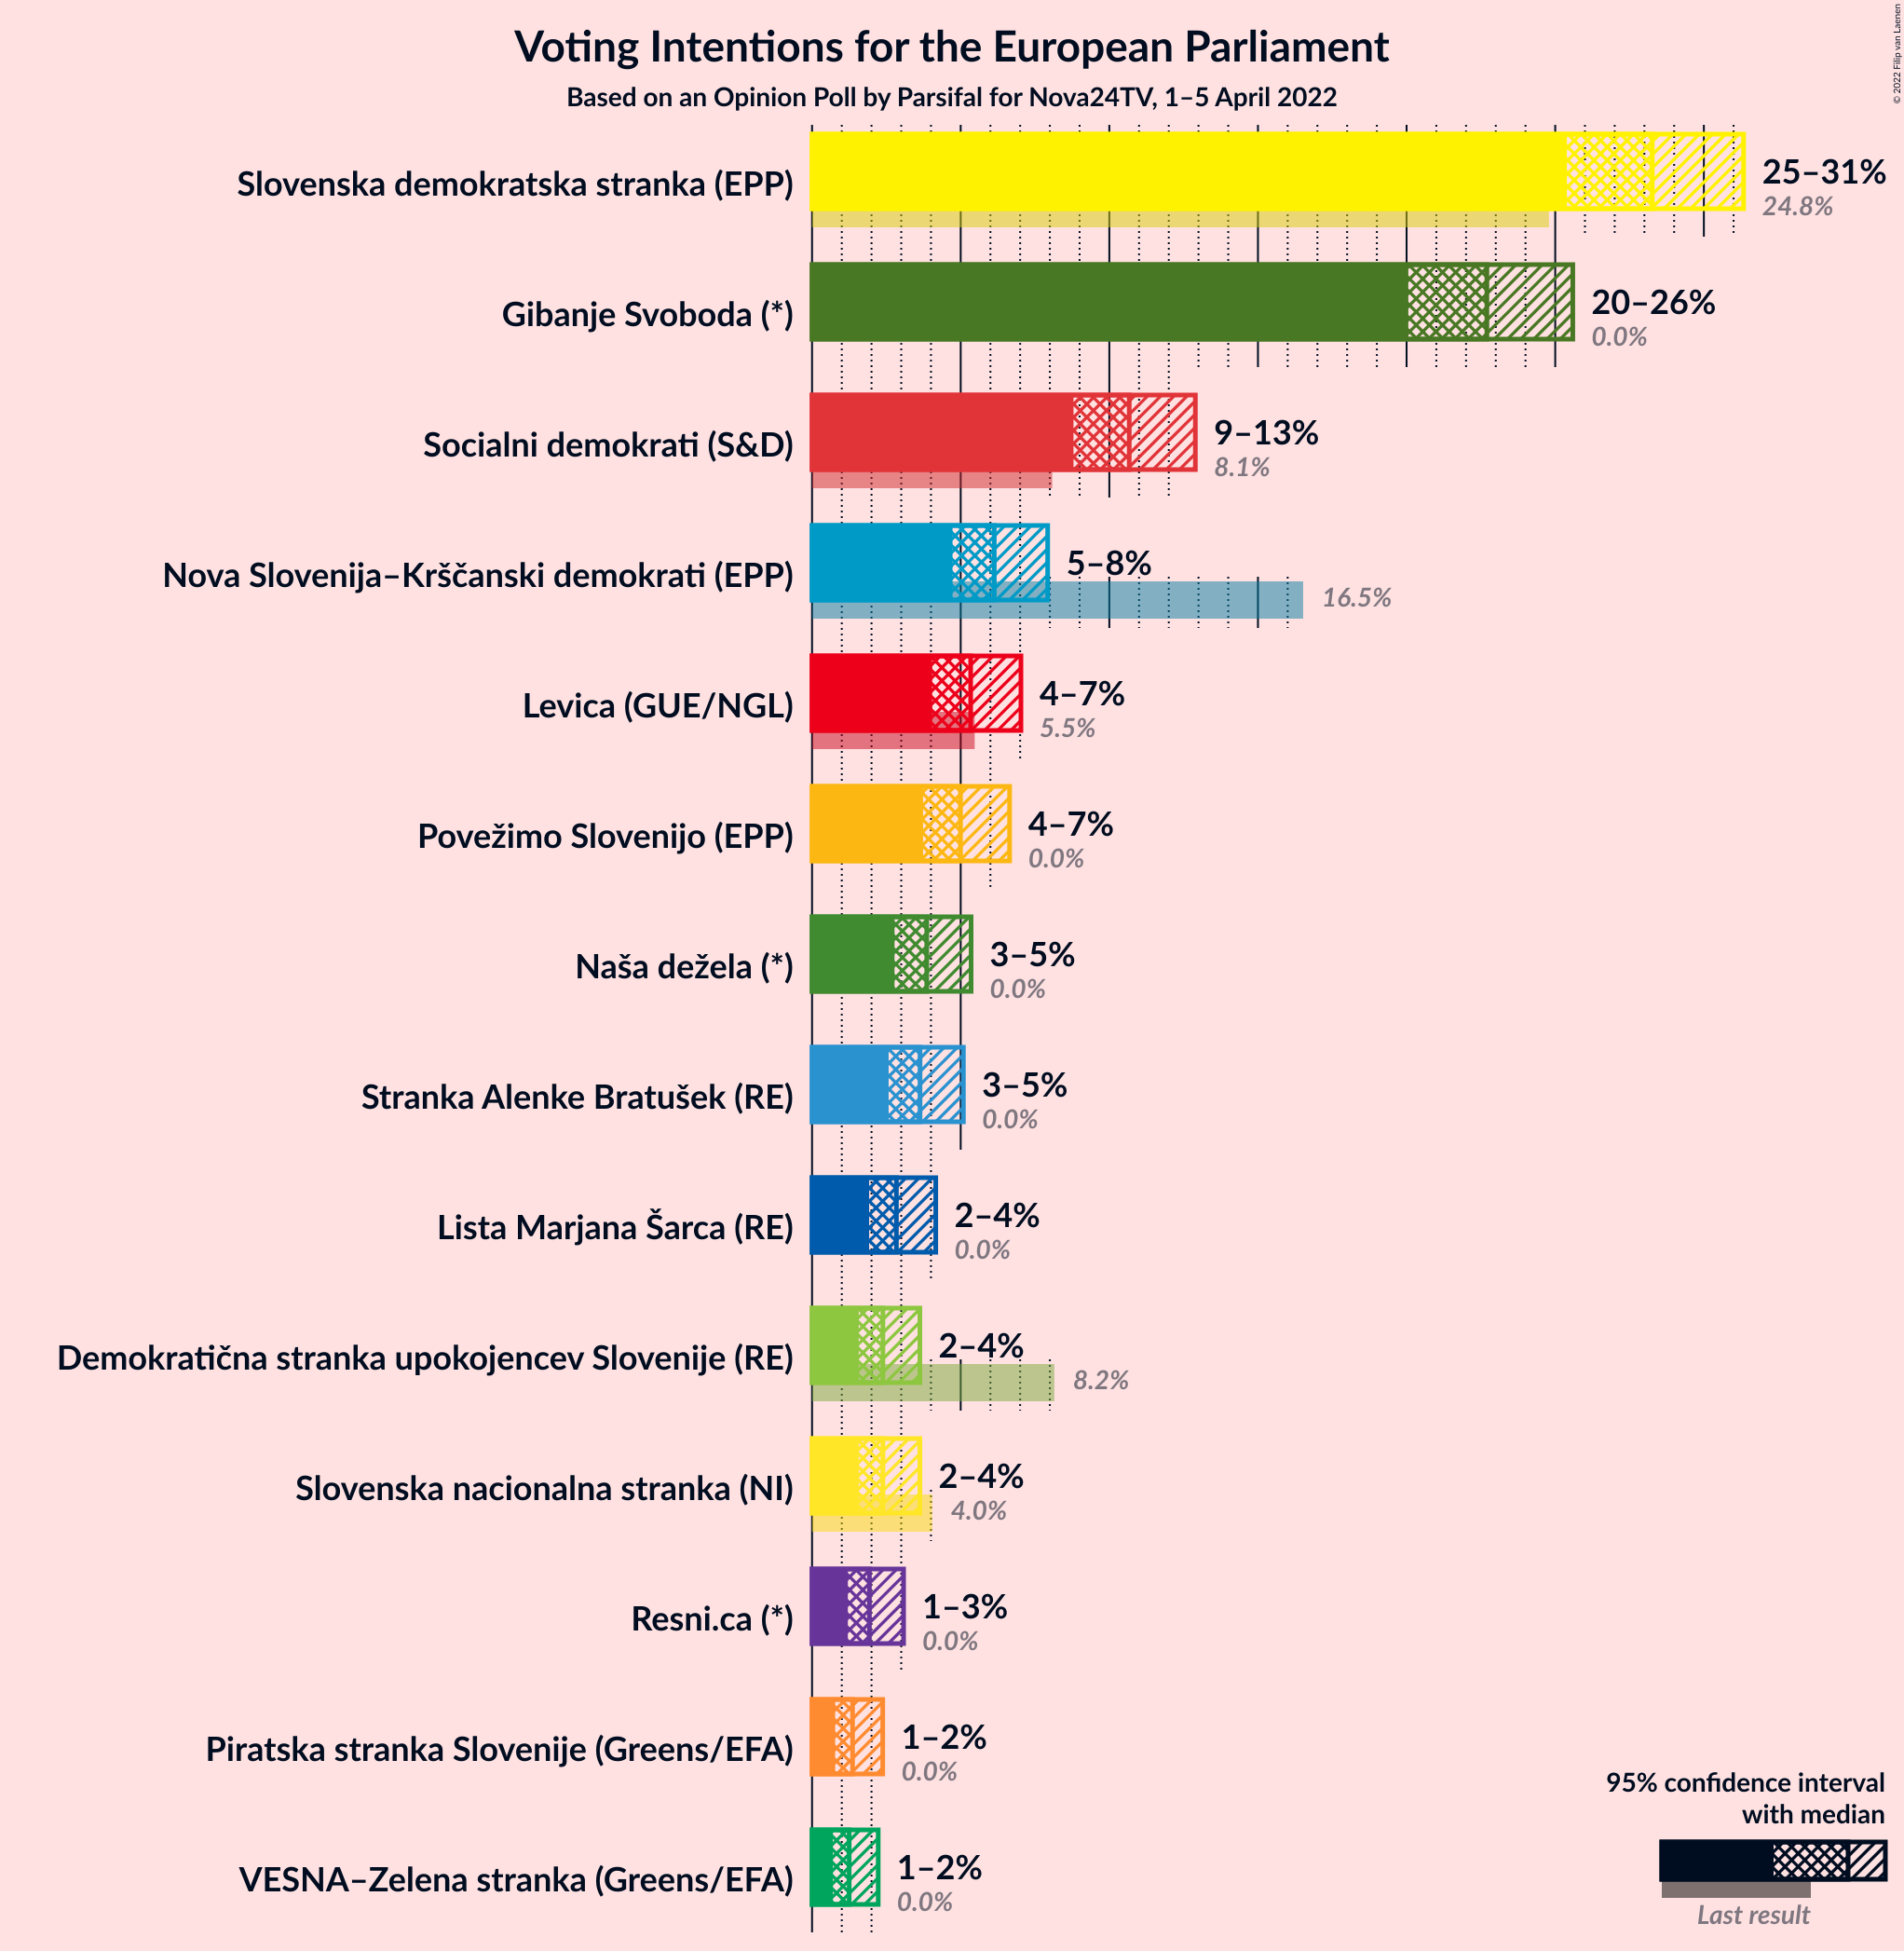 Voting Intentions for the European Parliament
Based on an Opinion Poll by Parsifal for Nova24TV, 1–5 April 2022
© 2022 Filip van Laenen
Slovenska demokratska stranka (EPP)
25–31%
24.8%
Gibanje Svoboda (*)
20–26%
0.0%
Socialni demokrati (S&D)
9–13%
8.1%
Nova Slovenija–Krščanski demokrati (EPP)
5–8%
16.5%
Levica (GUE/NGL)
4–7%
5.5%
Povežimo Slovenijo (EPP)
4–7%
0.0%
Naša dežela (*)
3–5%
0.0%
Stranka Alenke Bratušek (RE)
3–5%
0.0%
Lista Marjana Šarca (RE)
2–4%
0.0%
Demokratična stranka upokojencev Slovenije (RE)
2–4%
8.2%
Slovenska nacionalna stranka (NI)
2–4%
4.0%
Resni.ca (*)
1–3%
0.0%
Piratska stranka Slovenije (Greens/EFA)
1–2%
0.0%
VESNA–Zelena stranka (Greens/EFA)
1–2%
0.0%
95% confidence interval
with median
Last result